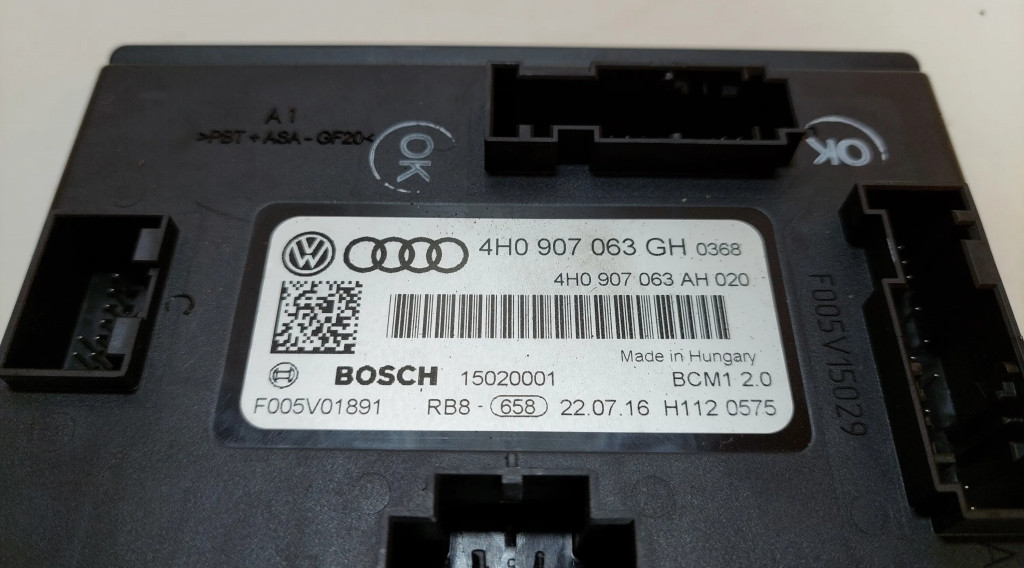 A 1
>PBT + ASA - GF20<
OK
OK
4H0 907 063 GH 0368
4H0 907 063 AH 020
Made in Hungary
BOSCH 15020001 BCM1 2.0
F005V01891 RB8 - 658 22.07.16 H112 0575
C
F005V15029
A